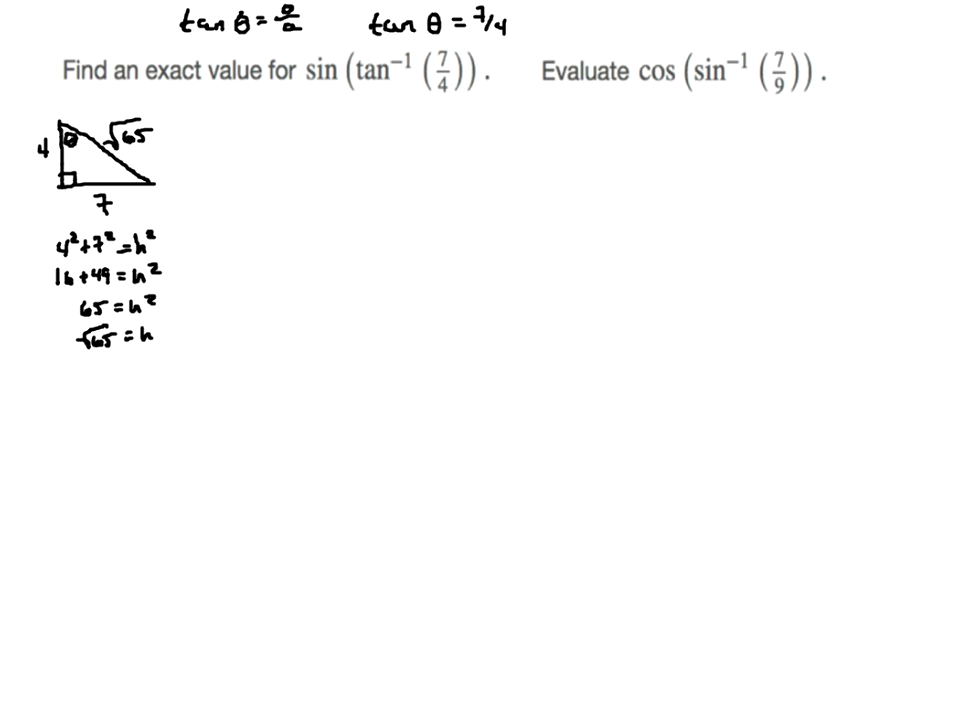 tan θ = o/a tan θ = 7/4
Find an exact value for sin (tan⁻¹ (7/4)) . Evaluate cos (sin⁻¹ (7/9)) .
θ √65
4
7
4² + 7² = h²
16 + 49 = h²
65 = h²
√65 = h